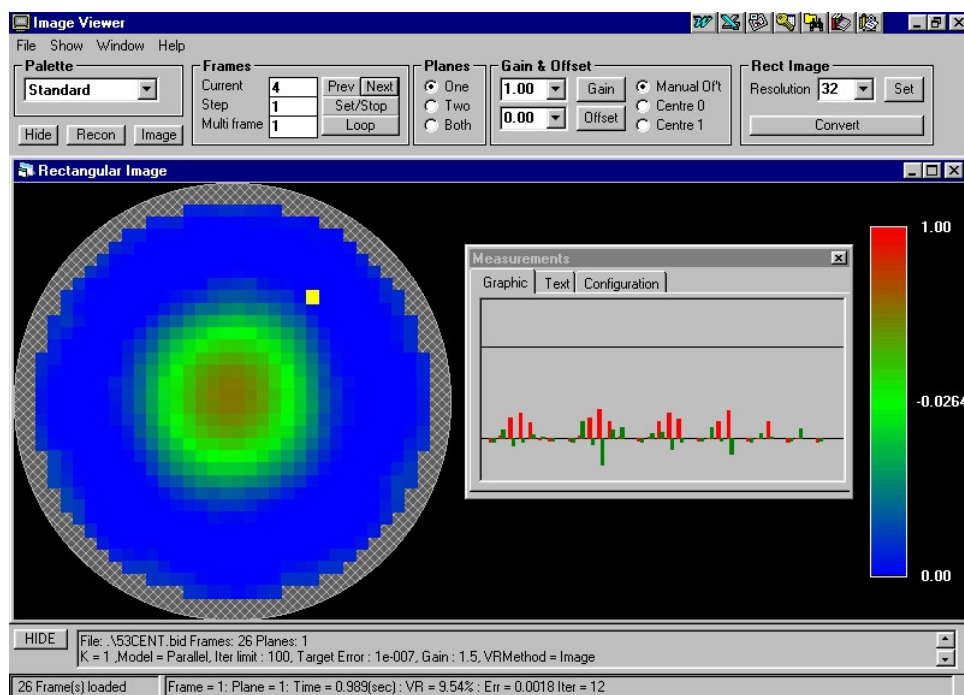 Image Viewer
File Show Window Help
Palette
Standard
Hide Recon Image
Frames
Current 4 Prev Next
Step 1 Set/Stop
Multi frame 1 Loop
Planes
One
Two
Both
Gain & Offset
1.00 Gain Manual Of't
0.00 Offset Centre 0
Centre 1
Rect Image
Resolution 32 Set
Convert
Rectangular Image
Measurements
Graphic Text Configuration
1.00
-0.0264
0.00
HIDE
File: .\53CENT.bid Frames: 26 Planes: 1
K = 1 ,Model = Parallel, Iter limit : 100, Target Error : 1e-007, Gain : 1.5, VRMethod = Image
26 Frame(s) loaded Frame = 1: Plane = 1: Time = 0.989(sec) : VR = 9.54% : Err = 0.0018 Iter = 12